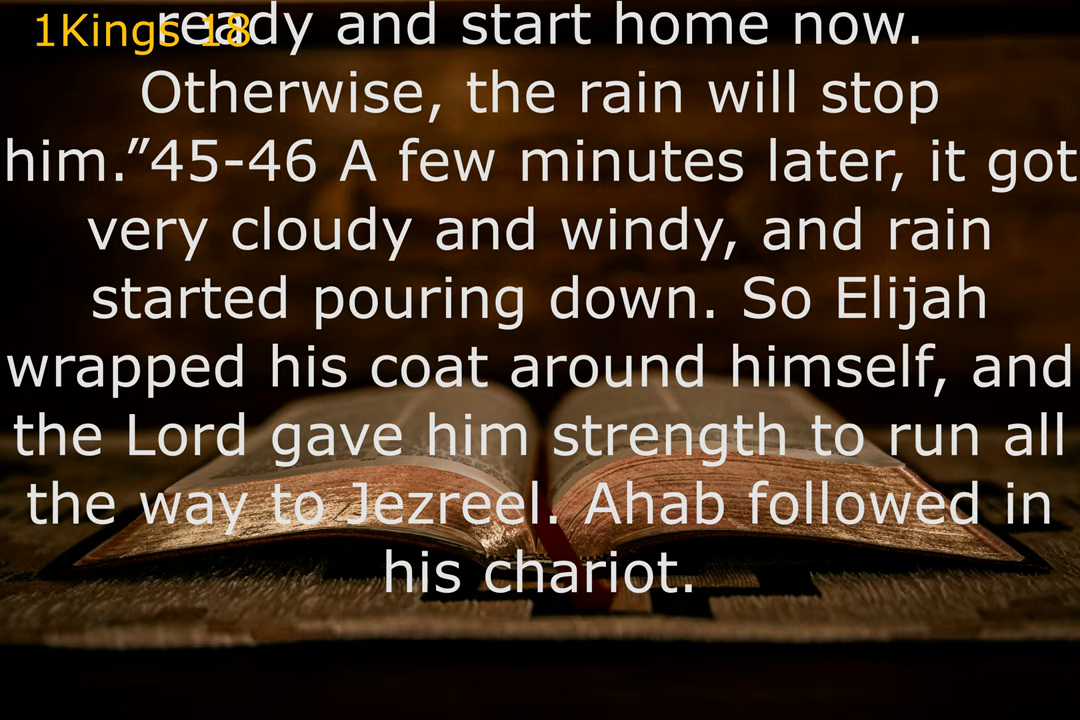 1Kings 18
ready and start home now.
Otherwise, the rain will stop
him.”45-46 A few minutes later, it got
very cloudy and windy, and rain
started pouring down. So Elijah
wrapped his coat around himself, and
the Lord gave him strength to run all
the way to Jezreel. Ahab followed in
his chariot.